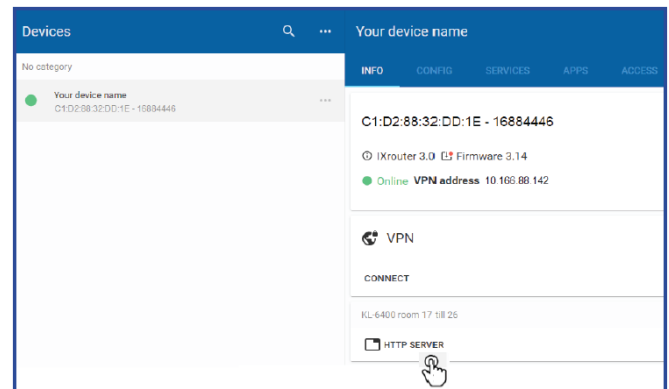 Devices
No category
Your device name
C1:D2:88:32:DD:1E - 16884446
Your device name
INFO CONFIG SERVICES APPS ACCESS
C1:D2:88:32:DD:1E - 16884446
IXrouter 3.0 Firmware 3.14
Online VPN address 10.166.88.142
VPN
CONNECT
KL-6400 room 17 till 26
HTTP SERVER